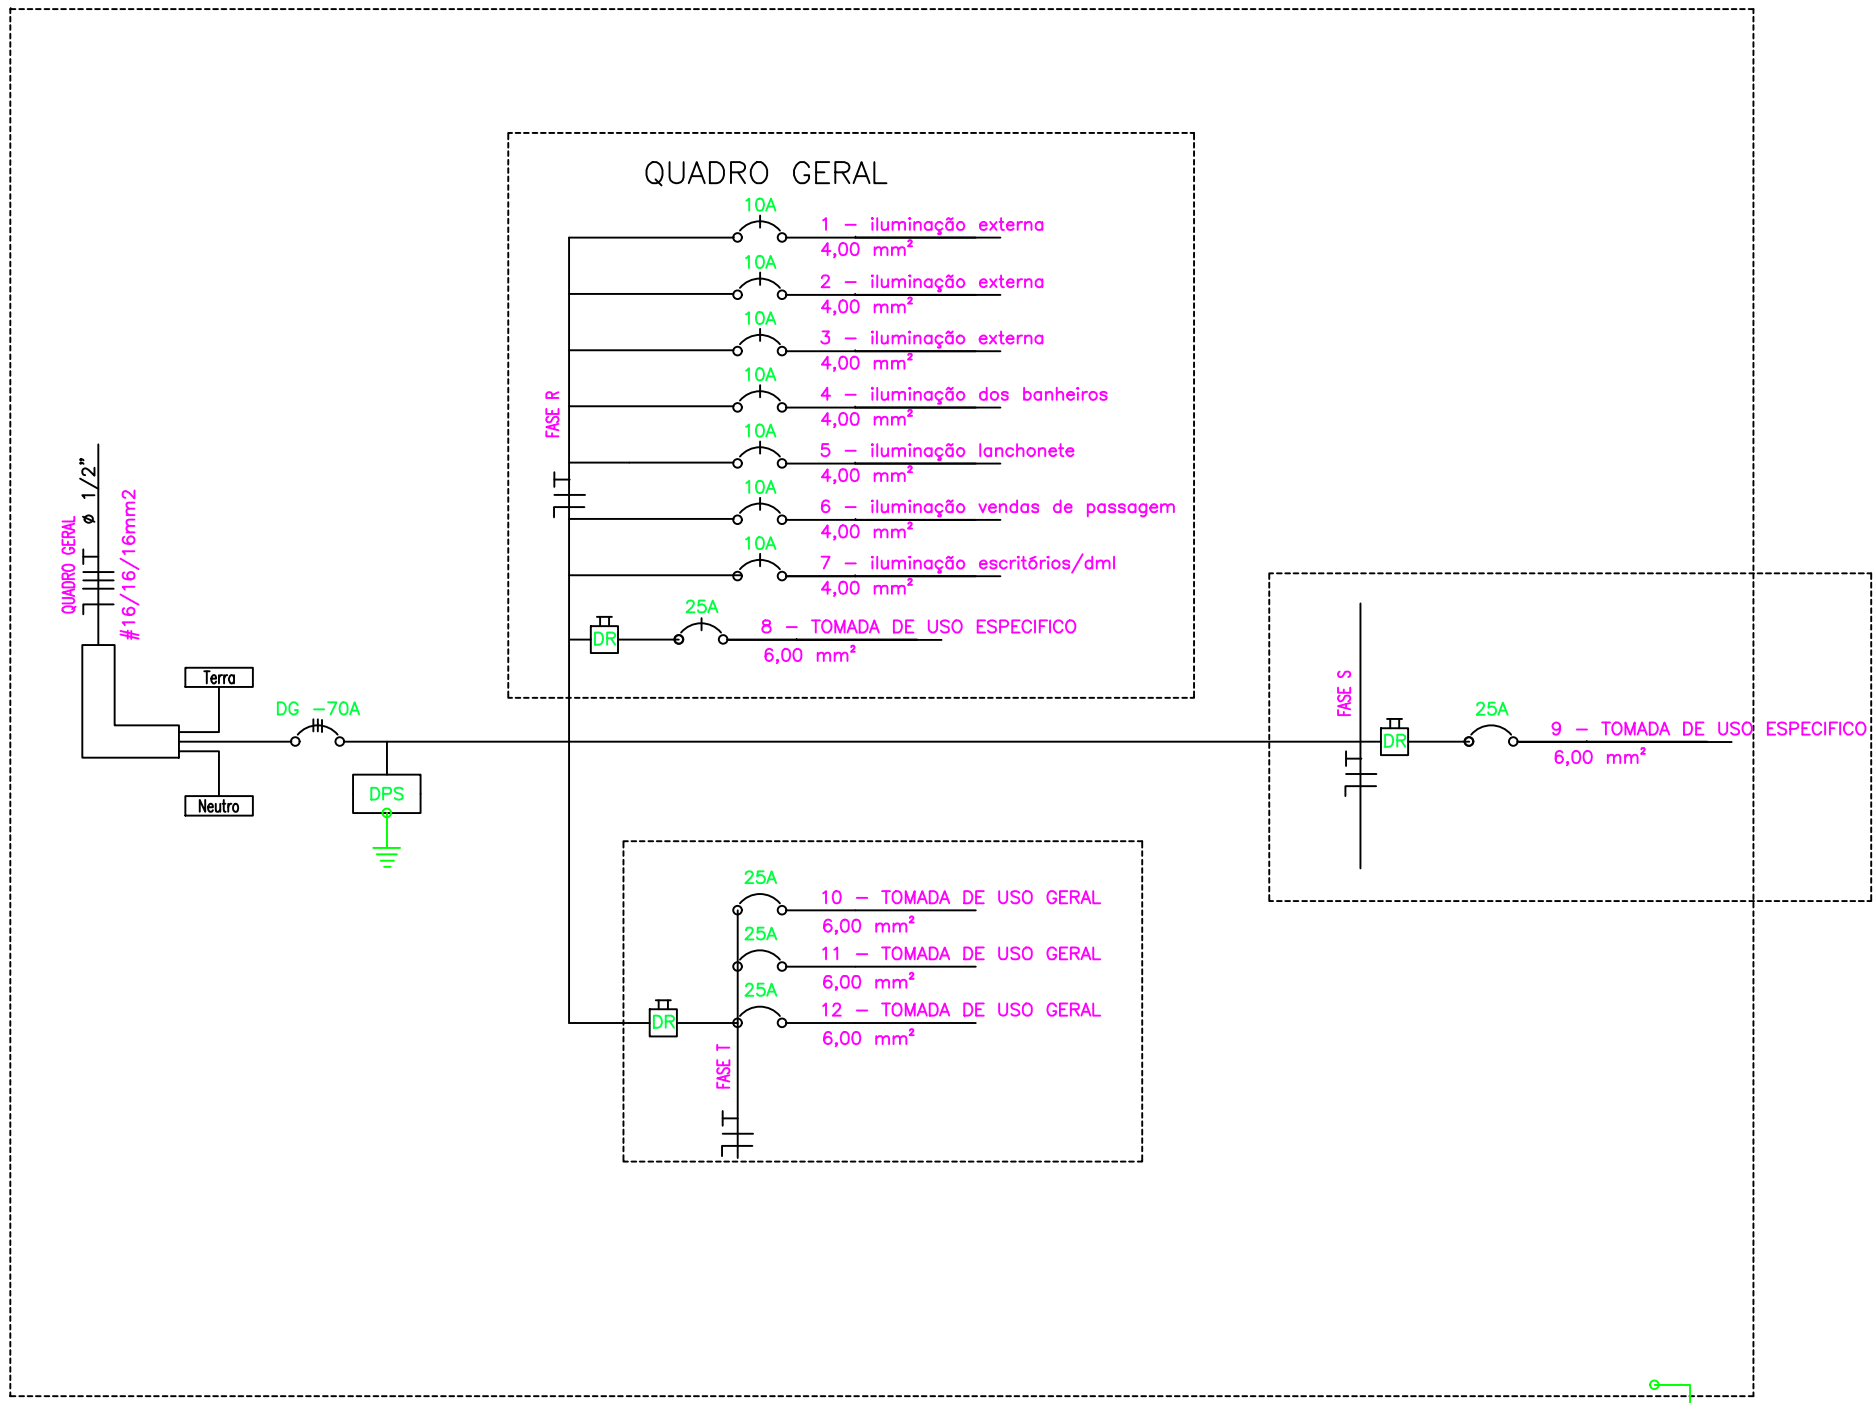 QUADRO GERAL
10A
1 - iluminação externa
4,00 mm²
10A
2 - iluminação externa
4,00 mm²
10A
3 - iluminação externa
4,00 mm²
10A
4 - iluminação dos banheiros
4,00 mm²
10A
5 - iluminação lanchonete
4,00 mm²
10A
6 - iluminação vendas de passagem
4,00 mm²
10A
7 - iluminação escritórios/dml
4,00 mm²
FASE R
DR
25A
8 - TOMADA DE USO ESPECIFICO
6,00 mm²
QUADRO GERAL
ø 1/2"
#16/16/16/16mm2
Terra
Neutro
DG -70A
DPS
FASE S
DR
25A
9 - TOMADA DE USO ESPECIFICO
6,00 mm²
25A
10 - TOMADA DE USO GERAL
6,00 mm²
25A
11 - TOMADA DE USO GERAL
6,00 mm²
25A
12 - TOMADA DE USO GERAL
6,00 mm²
DR
FASE T